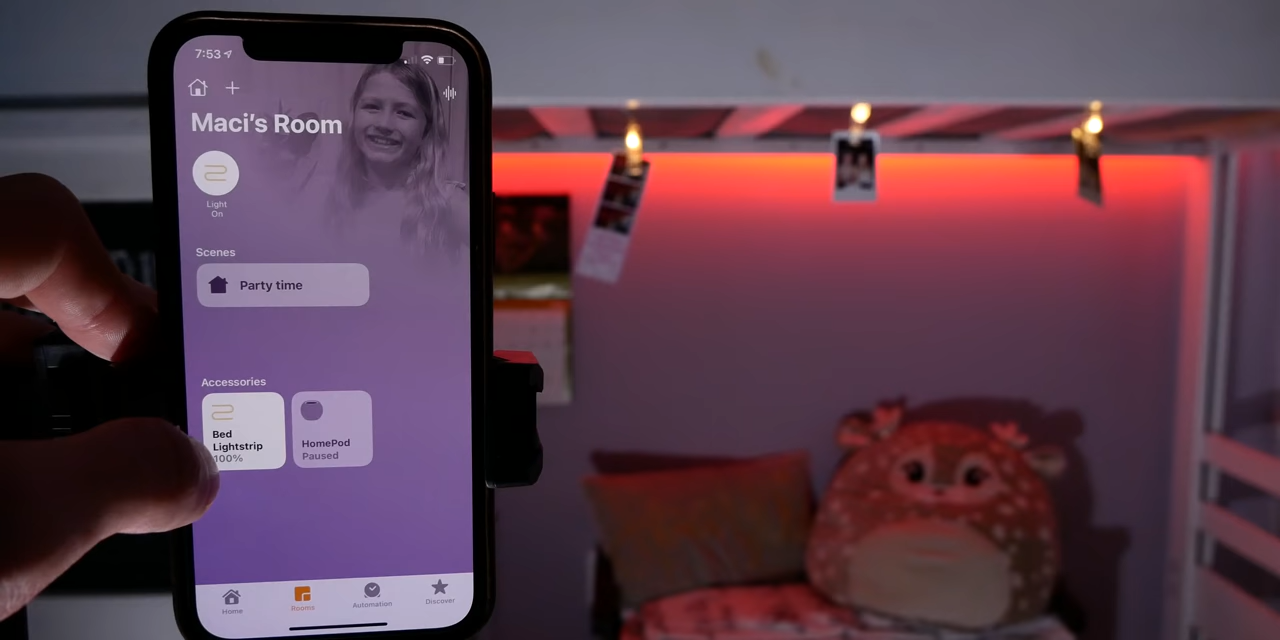 7:53
Maci's Room
Light
On
Scenes
Party time
Accessories
Bed
Lightstrip
100%
HomePod
Paused
Home
Rooms
Automation
Discover